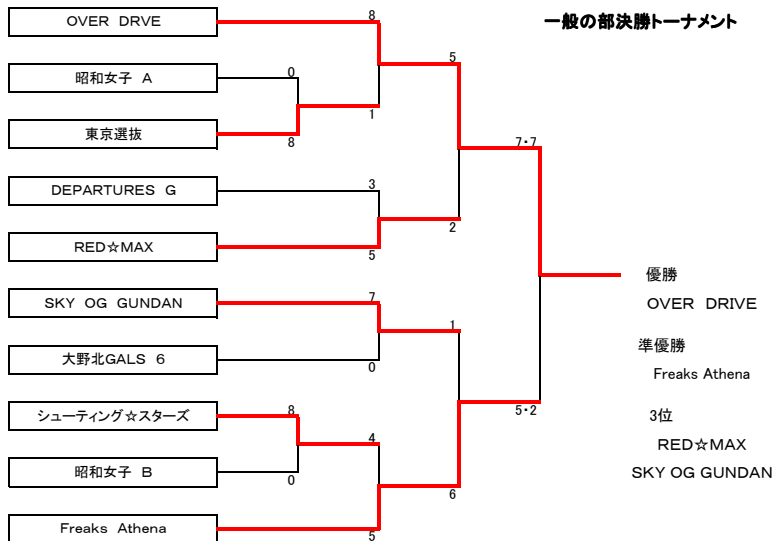 一般の部決勝トーナメント
OVER DRVE
8
5
昭和女子 A
0
1
東京選抜
8
7・7
DEPARTURES G
3
2
RED☆MAX
5
優勝
OVER DRIVE
SKY OG GUNDAN
7
1
準優勝
大野北GALS 6
0
Freaks Athena
シューティング☆スターズ
8
4
5・2
3位
RED☆MAX
昭和女子 B
0
6
SKY OG GUNDAN
Freaks Athena
5